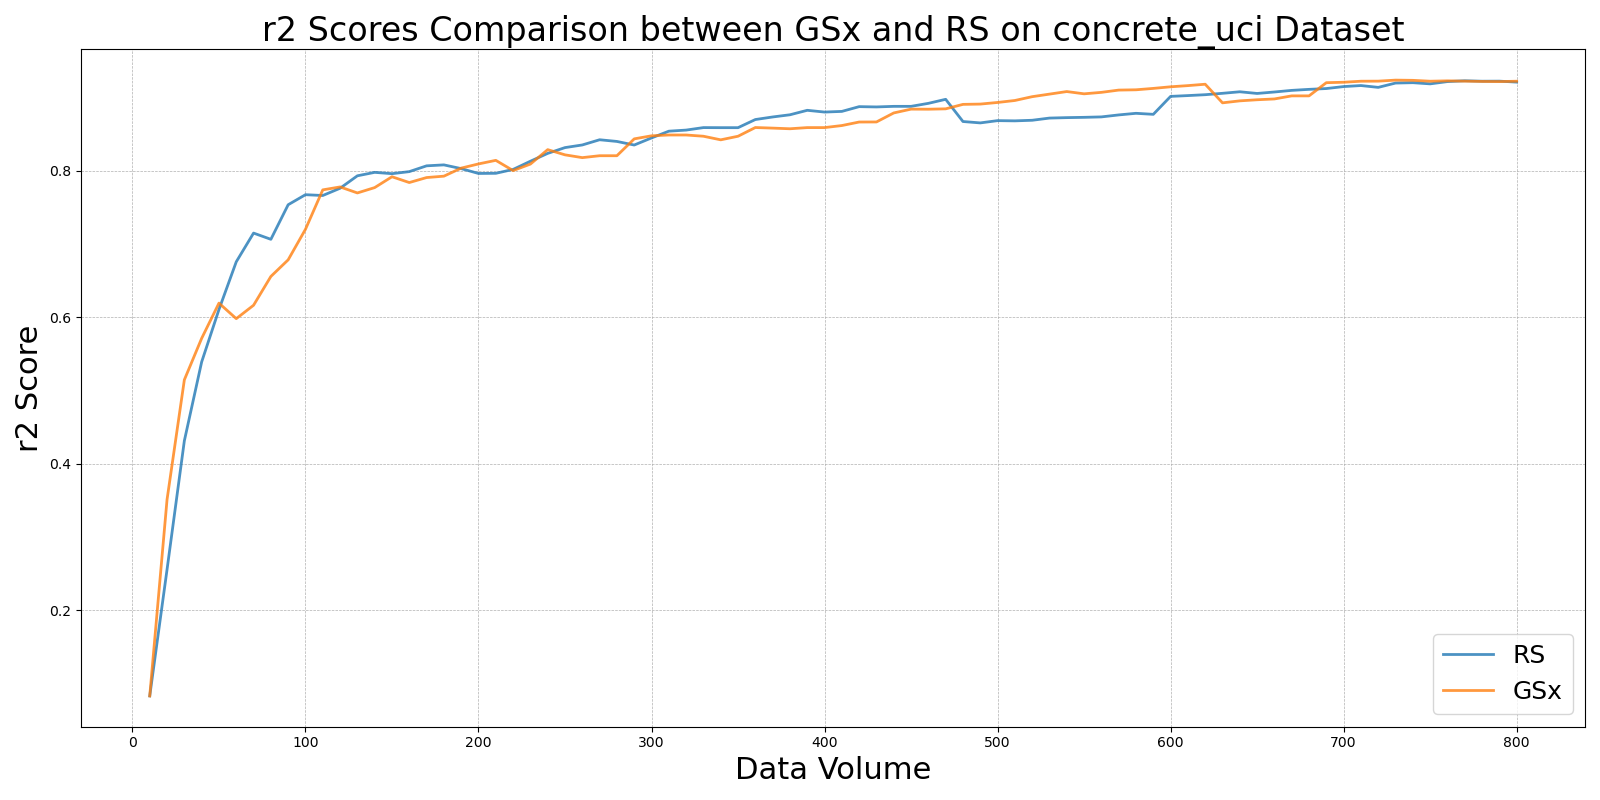 r2 Scores Comparison between GSx and RS on concrete_uci Dataset
r2 Score
0.8
0.6
0.4
0.2
0 100 200 300 400 500 600 700 800
Data Volume
RS
GSx